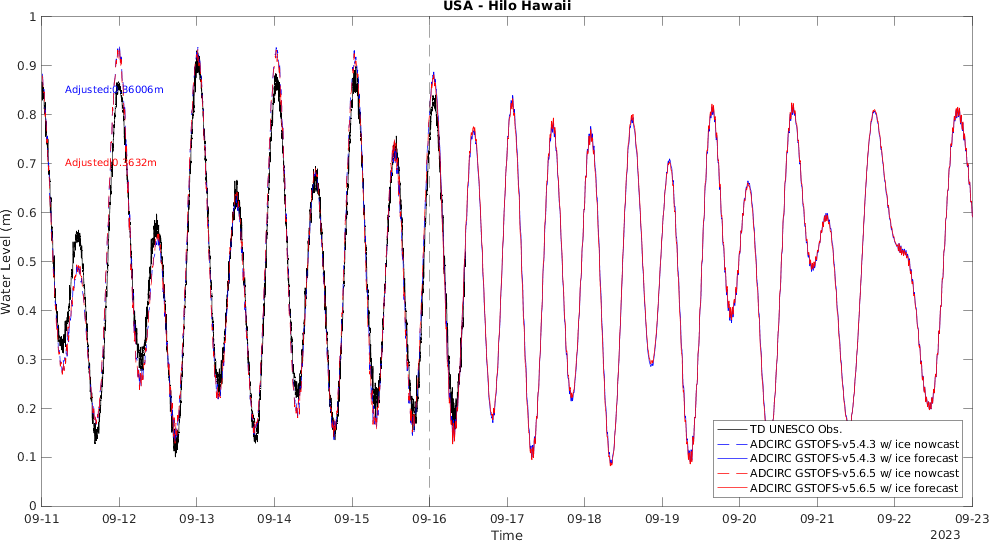 USA - Hilo Hawaii
1
0.9
0.8
0.7
0.6
0.5
0.4
0.3
0.2
0.1
0
Water Level (m)
Adjusted:0.36006m
Adjusted:0.3632m
TD UNESCO Obs.
ADCIRC GSTOFS-v5.4.3 w/ ice nowcast
ADCIRC GSTOFS-v5.4.3 w/ ice forecast
ADCIRC GSTOFS-v5.6.5 w/ ice nowcast
ADCIRC GSTOFS-v5.6.5 w/ ice forecast
09-11 09-12 09-13 09-14 09-15 09-16 09-17 09-18 09-19 09-20 09-21 09-22 09-23
Time
2023